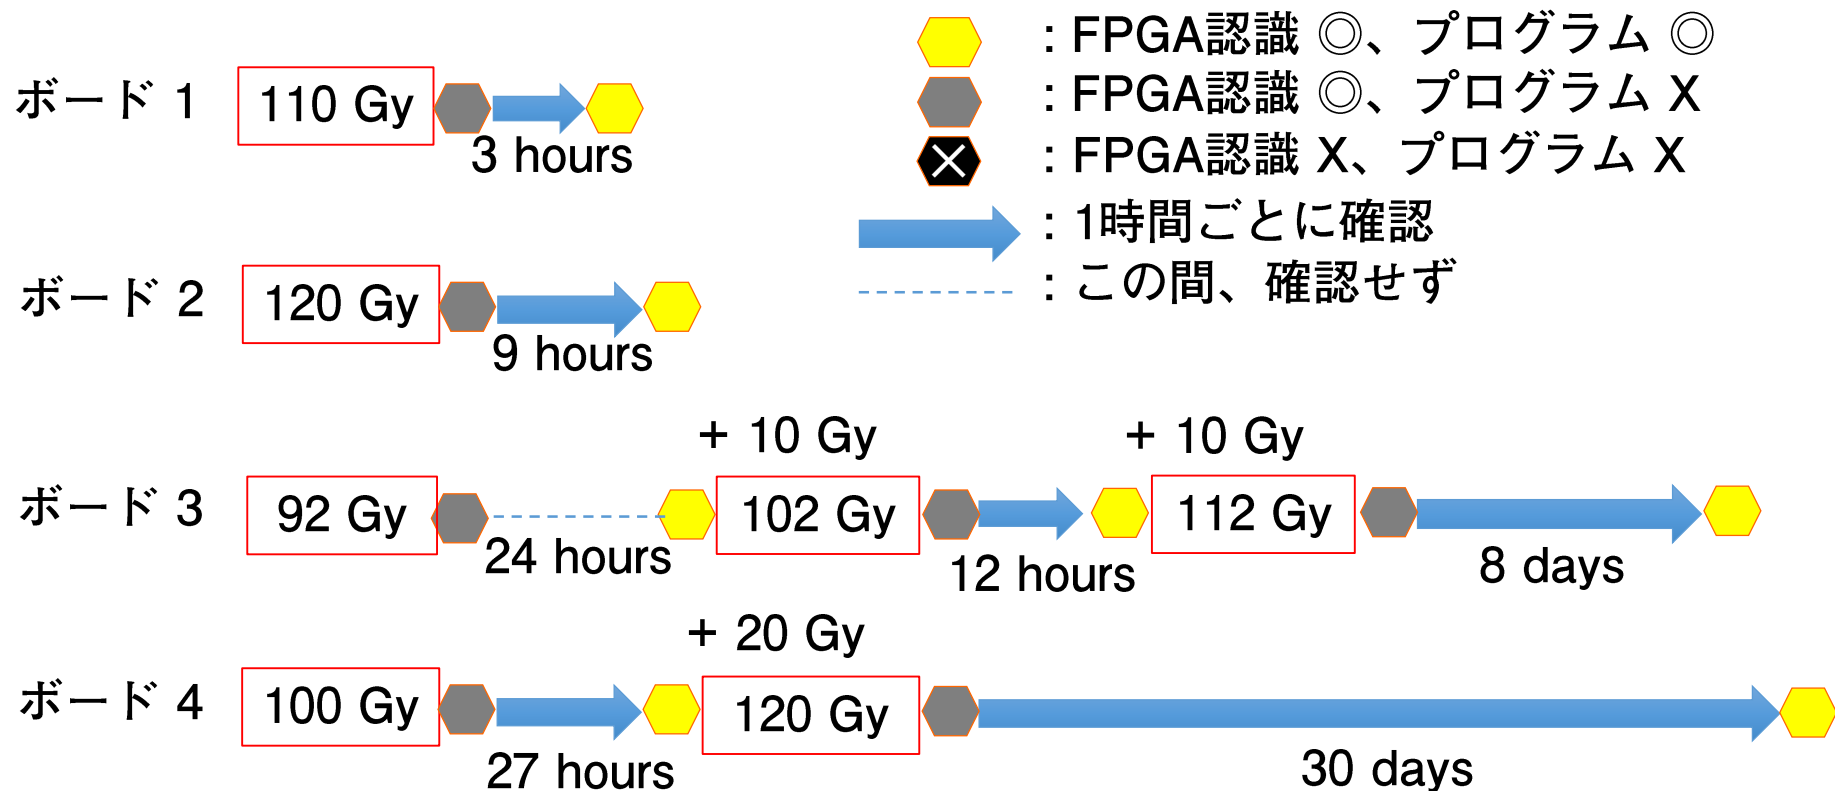 : FPGA認識 ◎、プログラム ◎
: FPGA認識 ◎、プログラム X
: FPGA認識 X、プログラム X
: 1時間ごとに確認
: この間、確認せず
ボード 1
110 Gy
3 hours
ボード 2
120 Gy
9 hours
+ 10 Gy
+ 10 Gy
ボード 3
92 Gy
102 Gy
112 Gy
24 hours
12 hours
8 days
+ 20 Gy
ボード 4
100 Gy
120 Gy
27 hours
30 days